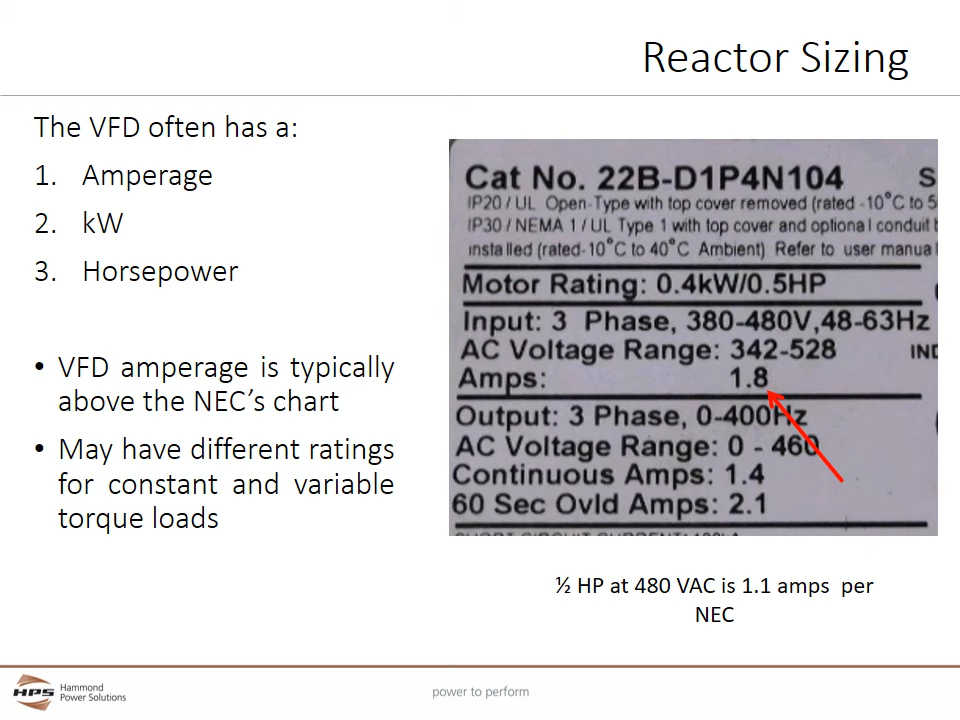 Reactor Sizing
The VFD often has a:
1. Amperage
2. kW
3. Horsepower
• VFD amperage is typically
above the NEC’s chart
• May have different ratings
for constant and variable
torque loads
Cat No. 22B-D1P4N104 S
IP20 / UL Open-Type with top cover removed (rated -10°C to 5
IP30 / NEMA 1 / UL Type 1 with top cover and optional conduit b
installed (rated-10°C to 40°C Ambient) Refer to user manua
Motor Rating: 0.4kW/0.5HP
Input: 3 Phase, 380-480V,48-63Hz
AC Voltage Range: 342-528 IND
Amps: 1.8
Output: 3 Phase, 0-400Hz
AC Voltage Range: 0 - 460
Continuous Amps: 1.4
60 Sec Ovld Amps: 2.1
½ HP at 480 VAC is 1.1 amps per
NEC
HPS
Hammond
Power Solutions
power to perform